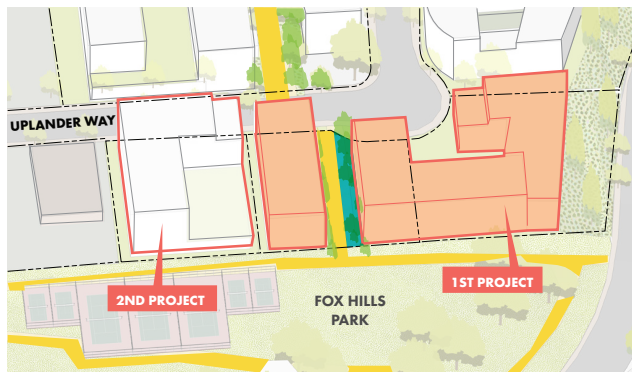 UPLANDER WAY
2ND PROJECT
1ST PROJECT
FOX HILLS
PARK